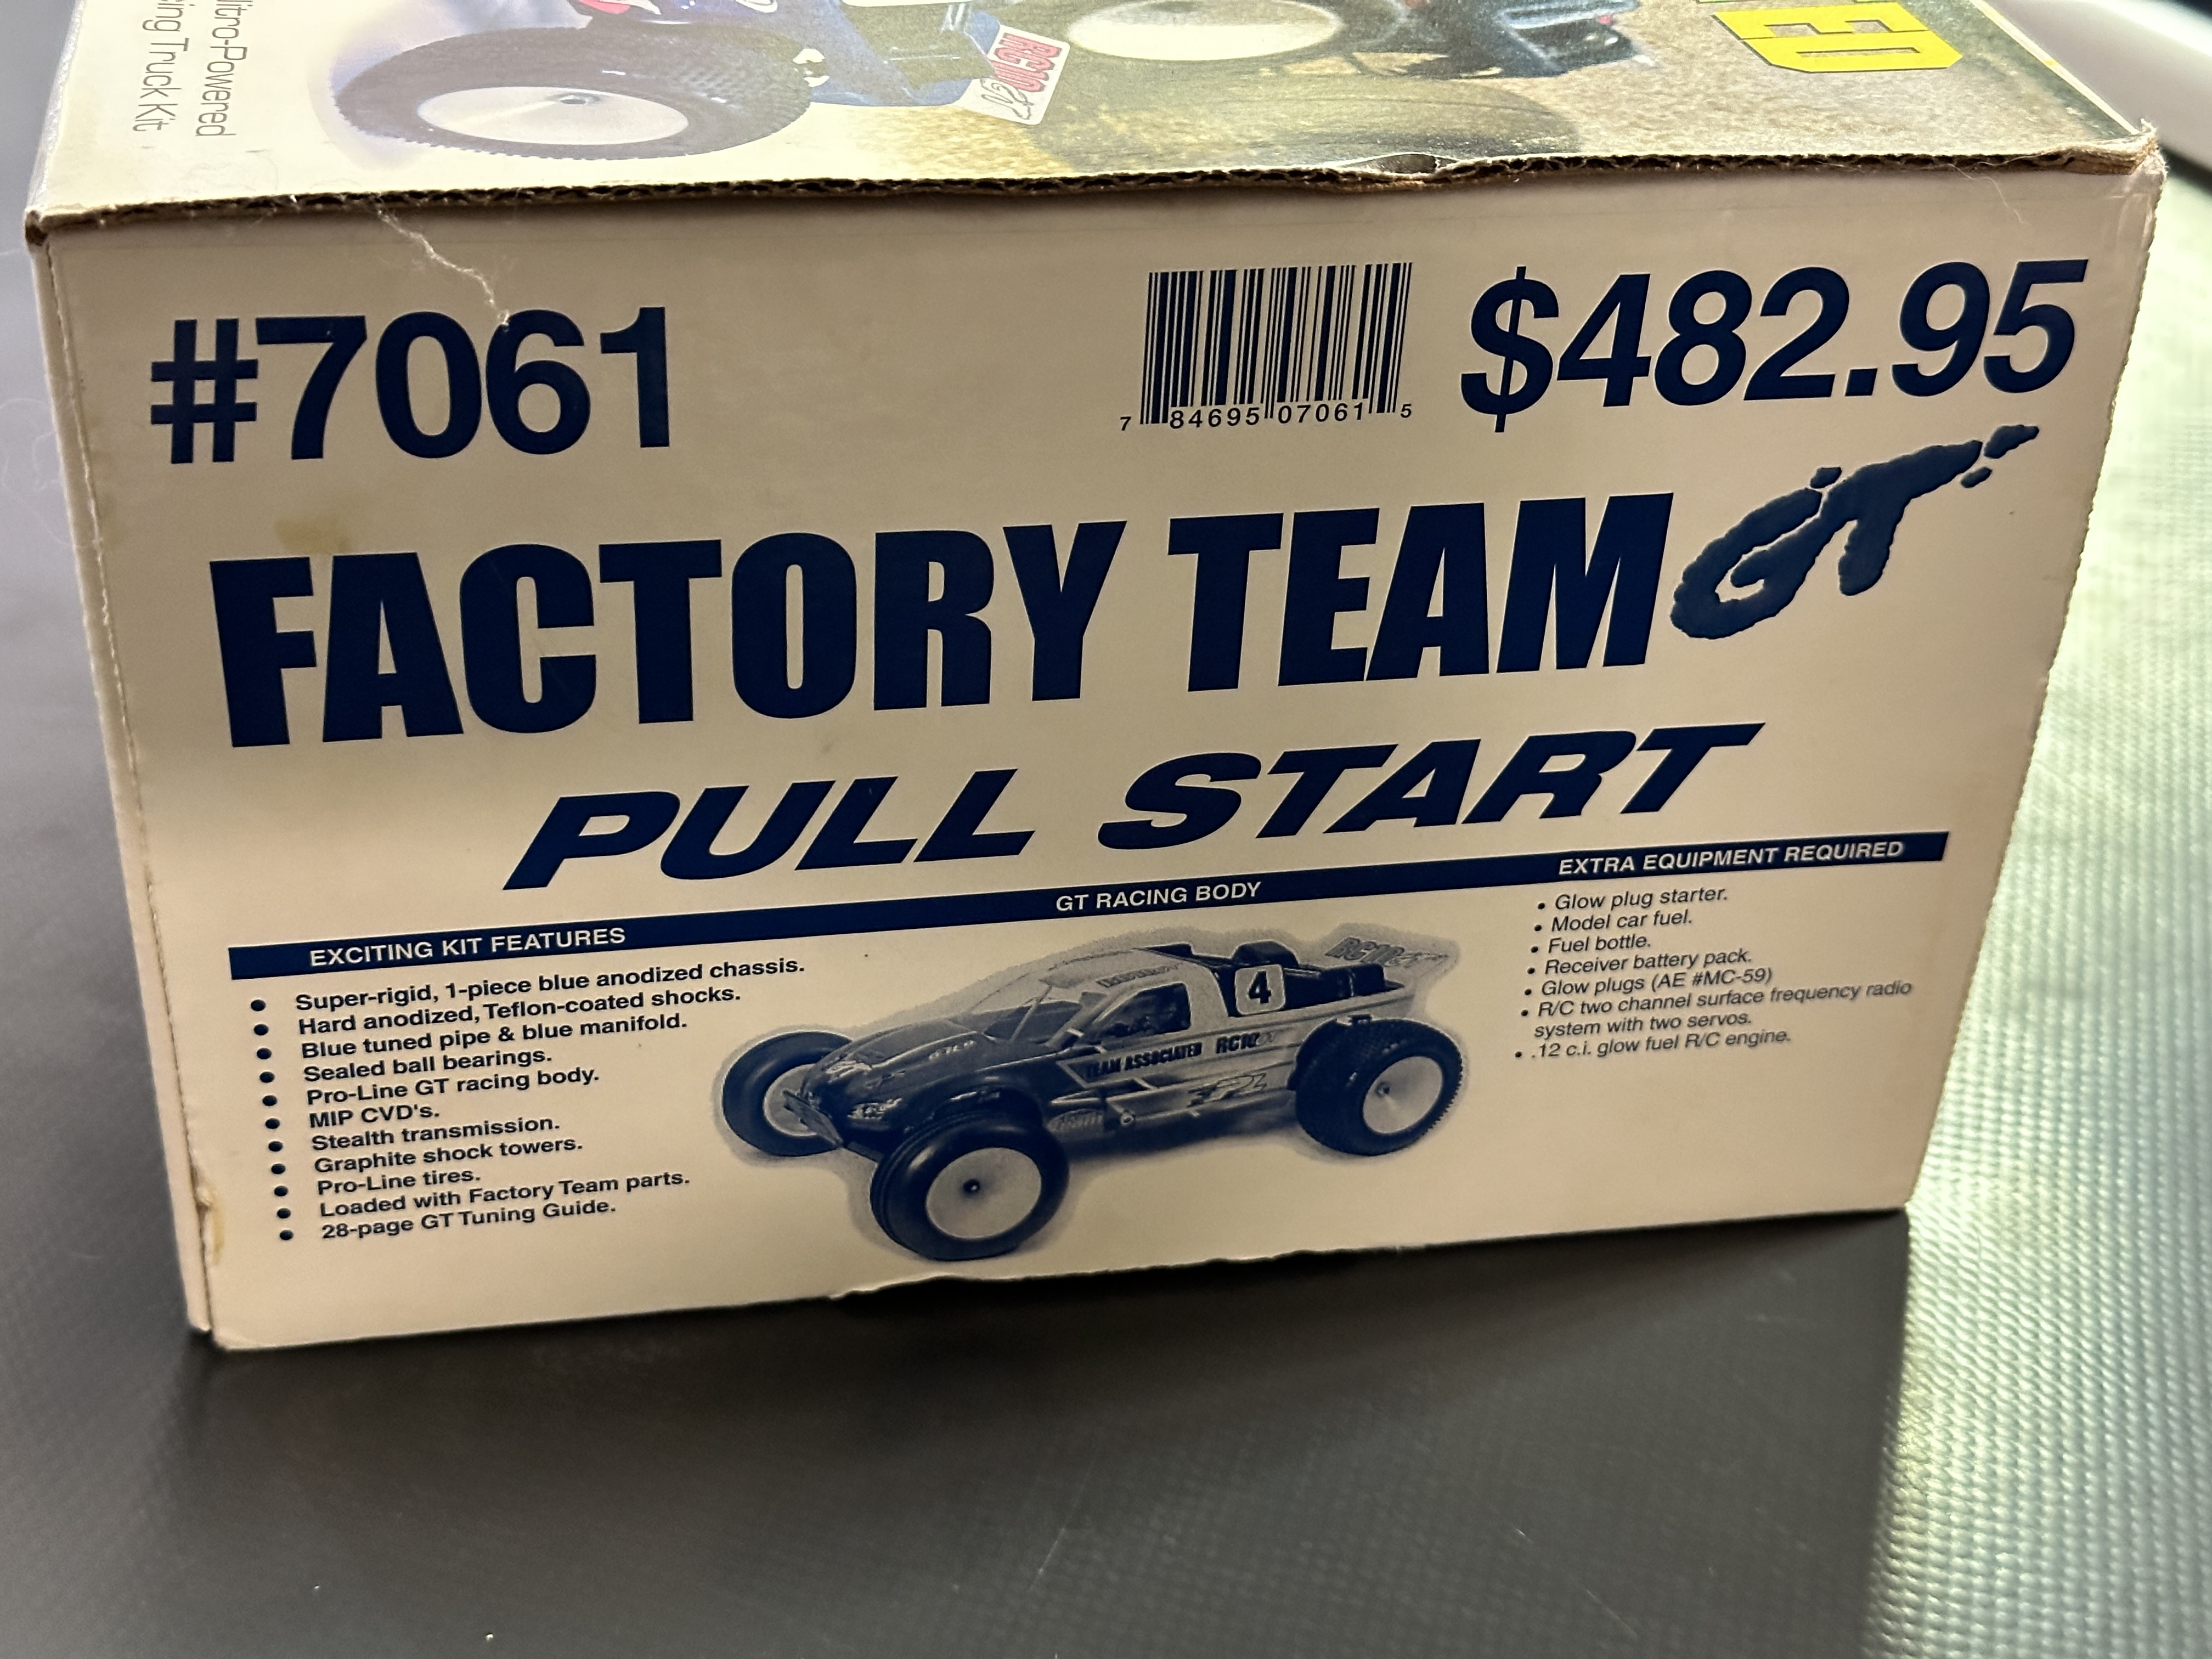 itro-Powered
ing Truck Kit
RC10
GT
ED
#7061
7 84695 07061 5
$482.95
FACTORY TEAM GT
PULL START
EXCITING KIT FEATURES
• Super-rigid, 1-piece blue anodized chassis.
• Hard anodized, Teflon-coated shocks.
• Blue tuned pipe & blue manifold.
• Sealed ball bearings.
• Pro-Line GT racing body.
• MIP CVD's.
• Stealth transmission.
• Graphite shock towers.
• Pro-Line tires.
• Loaded with Factory Team parts.
• 28-page GT Tuning Guide.
GT RACING BODY
RC10GT
4
TEAM ASSOCIATED RC10GT
EXTRA EQUIPMENT REQUIRED
• Glow plug starter.
• Model car fuel.
• Fuel bottle.
• Receiver battery pack.
• Glow plugs (AE #MC-59)
• R/C two channel surface frequency radio
system with two servos.
• .12 c.i. glow fuel R/C engine.